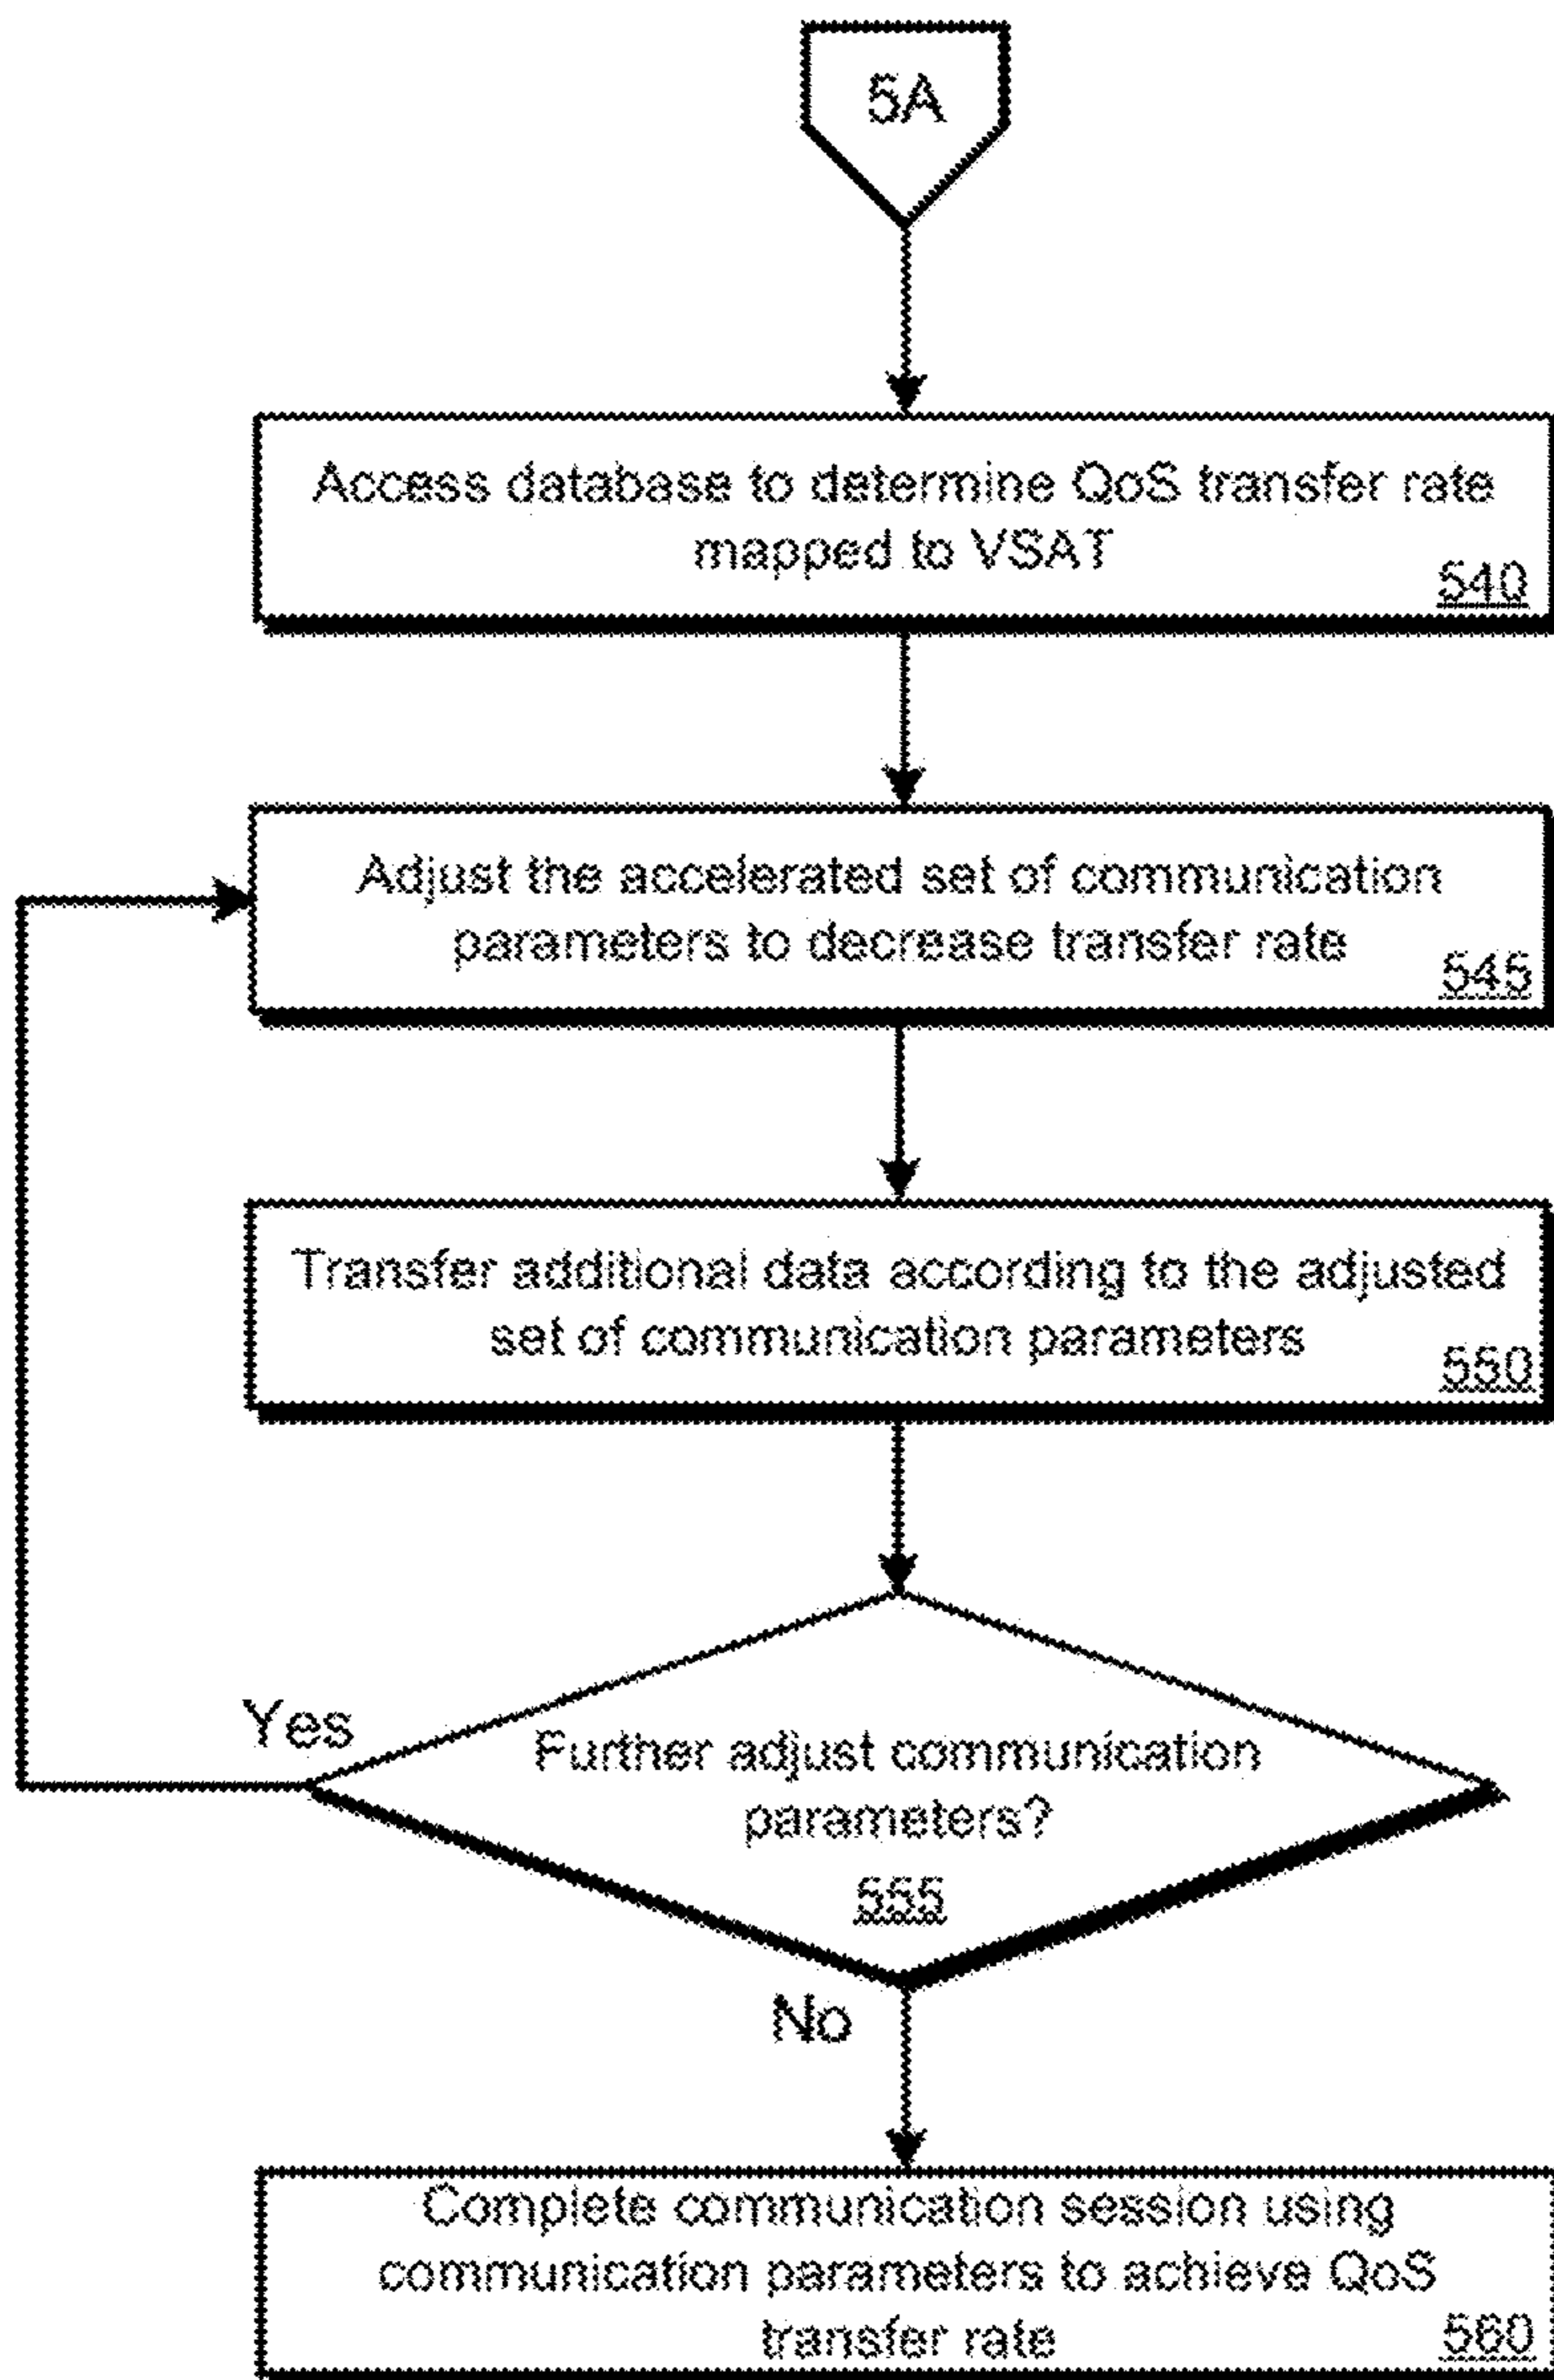 5A
Access database to determine QoS transfer rate
mapped to VSAT
540
Adjust the accelerated set of communication
parameters to decrease transfer rate
545
Transfer additional data according to the adjusted
set of communication parameters
550
Yes
Further adjust communication
parameters?
555
No
Complete communication session using
communication parameters to achieve QoS
transfer rate
560